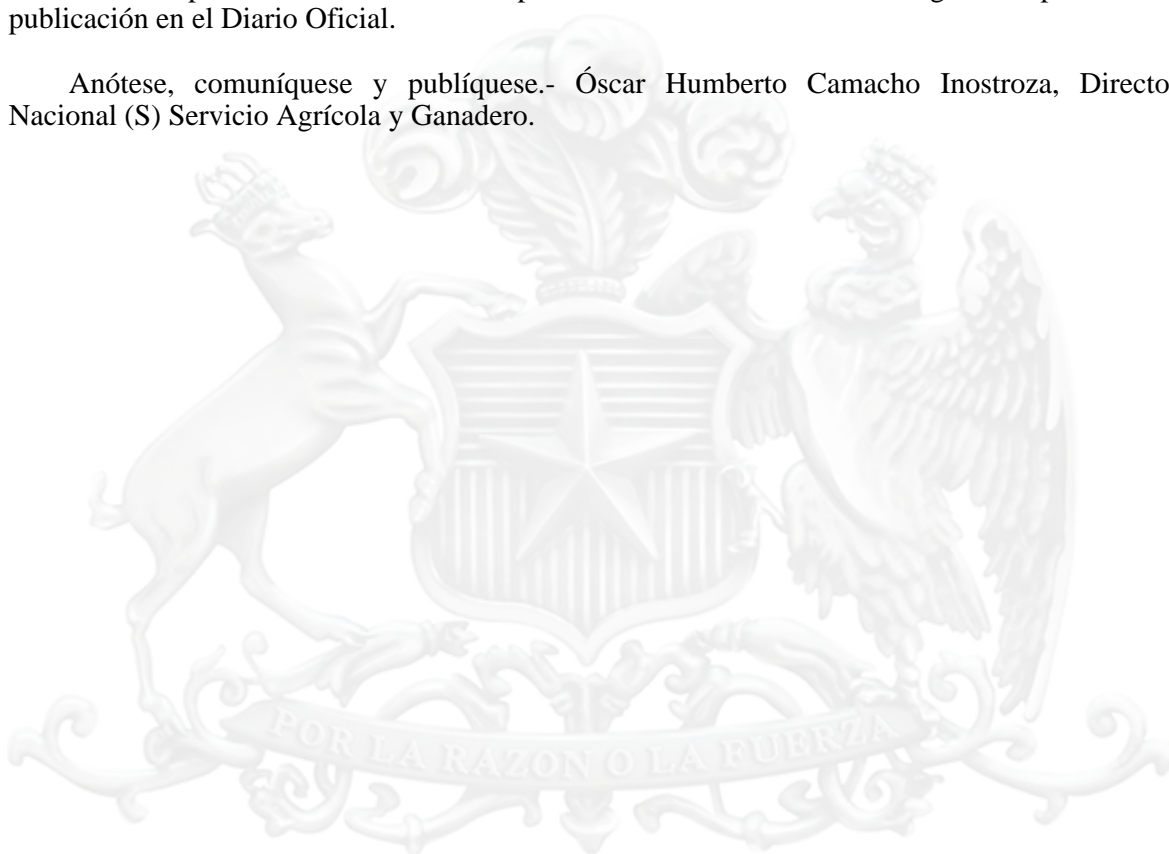 publicación en el Diario Oficial.
Anótese, comuníquese y publíquese.- Óscar Humberto Camacho Inostroza, Directo
Nacional (S) Servicio Agrícola y Ganadero.
POR LA RAZON O LA FUERZA